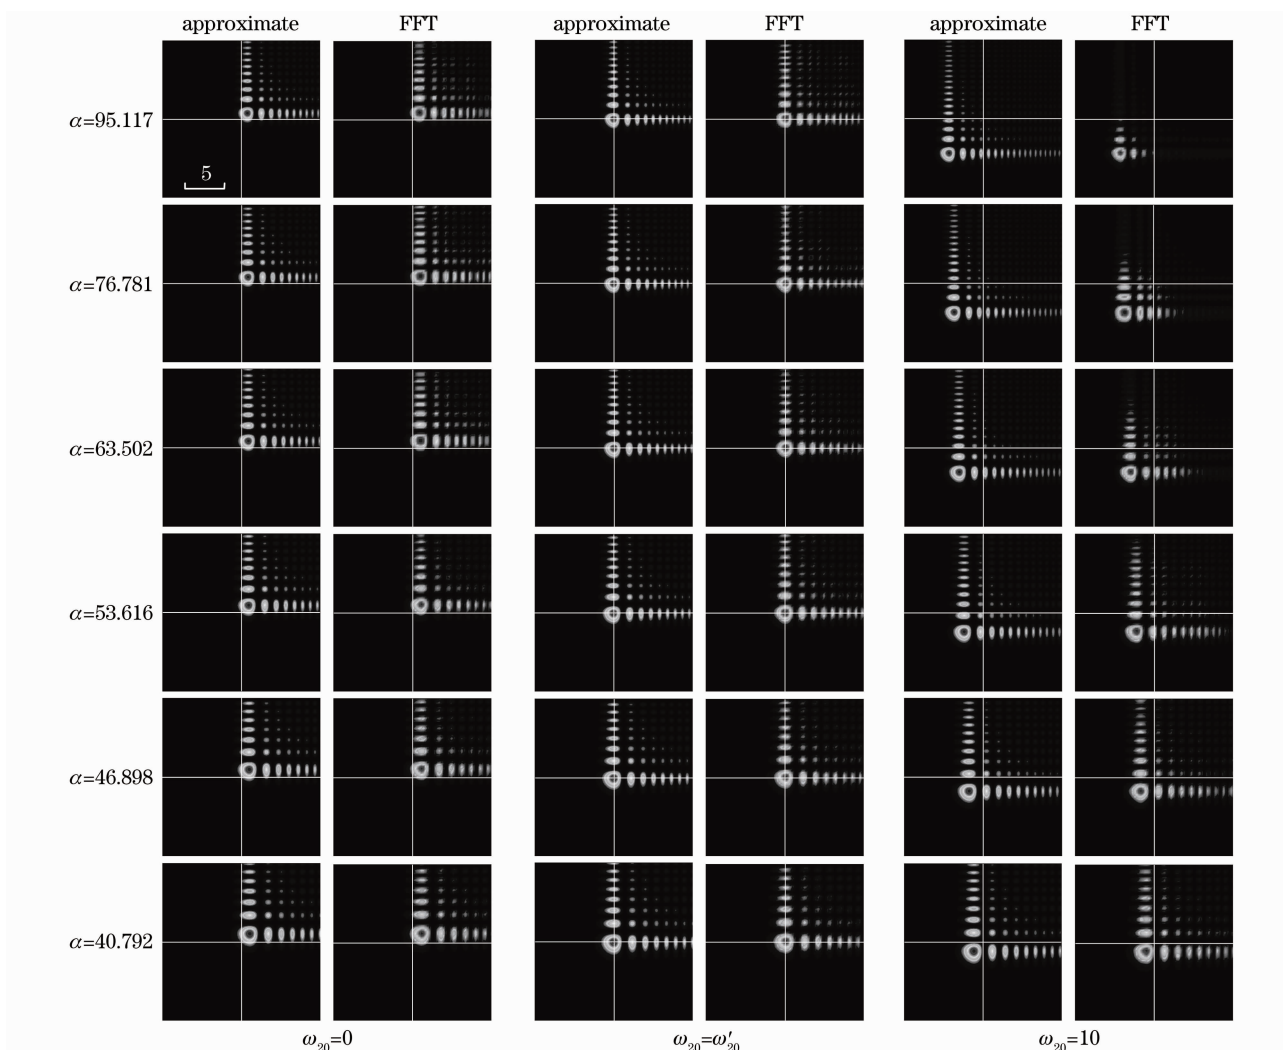 approximate FFT approximate FFT approximate FFT
α=95.117
5
α=76.781
α=63.502
α=53.616
α=46.898
α=40.792
ω₂₀=0 ω₂₀=ω′₂₀ ω₂₀=10